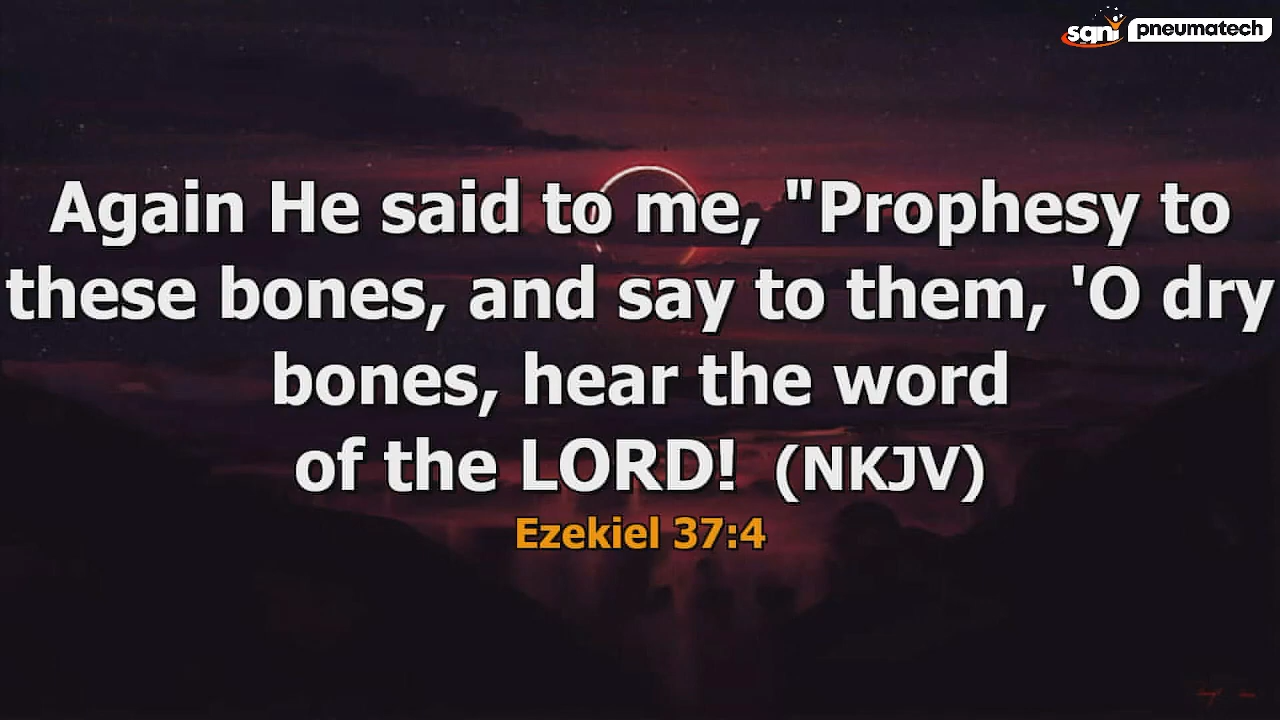 sqni pneumatech
Again He said to me, "Prophesy to
these bones, and say to them, 'O dry
bones, hear the word
of the LORD! (NKJV)
Ezekiel 37:4